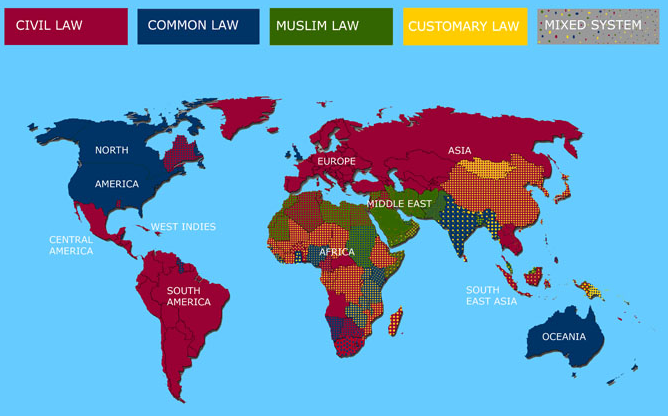 CIVIL LAW
COMMON LAW
MUSLIM LAW
CUSTOMARY LAW
MIXED SYSTEM
NORTH
AMERICA
EUROPE
ASIA
MIDDLE EAST
WEST INDIES
CENTRAL
AMERICA
AFRICA
SOUTH
AMERICA
SOUTH
EAST ASIA
OCEANIA